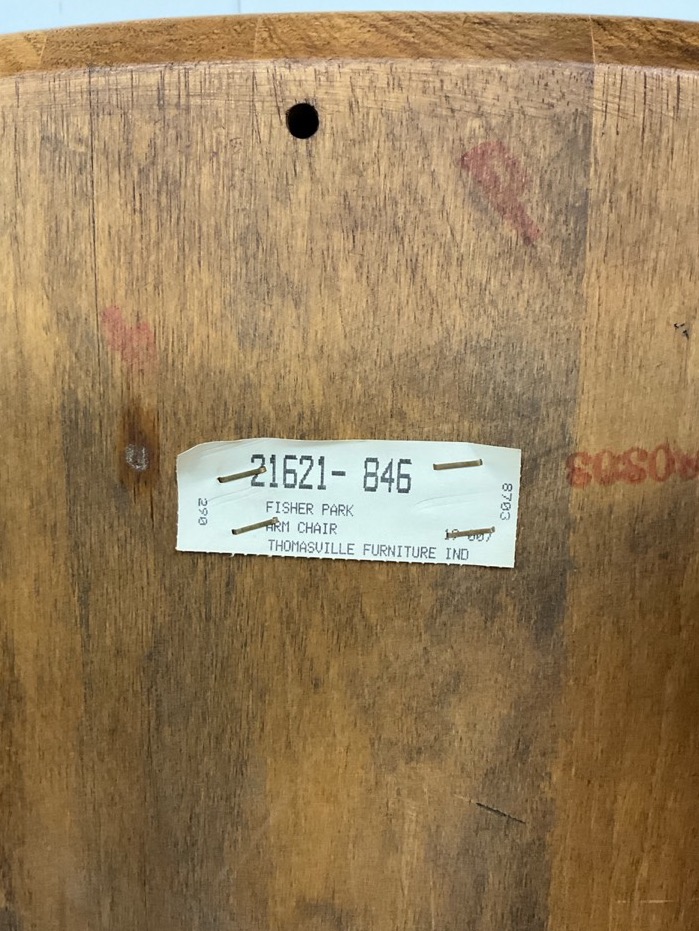 21621- 846
FISHER PARK
ARM CHAIR
THOMASVILLE FURNITURE IND
290
8703